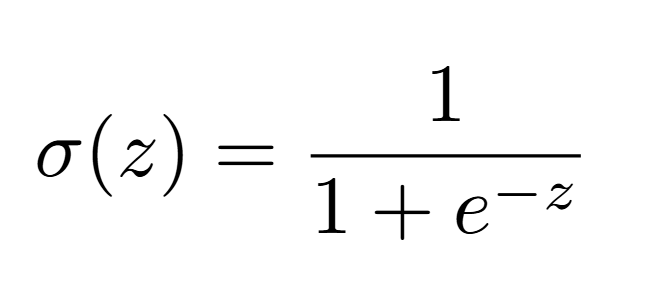 σ(z) = 1 / (1 + e^{-z})